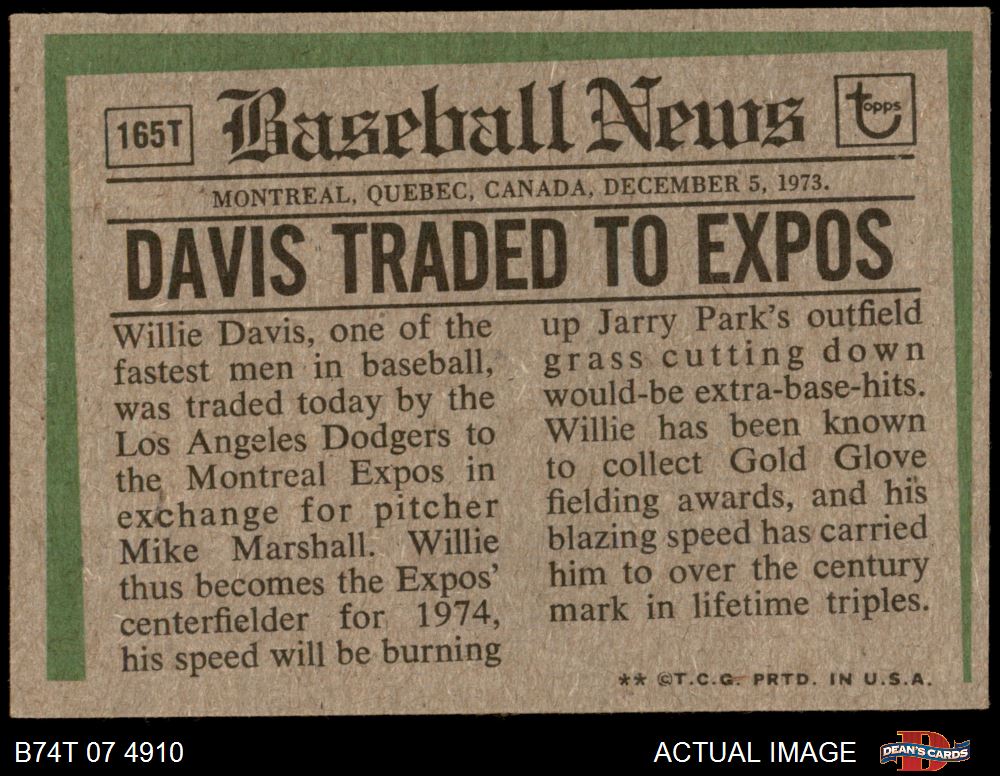 165T
Baseball News
Topps
MONTREAL, QUEBEC, CANADA, DECEMBER 5, 1973.
DAVIS TRADED TO EXPOS
Willie Davis, one of the
fastest men in baseball,
was traded today by the
Los Angeles Dodgers to
the Montreal Expos in
exchange for pitcher
Mike Marshall. Willie
thus becomes the Expos'
centerfielder for 1974,
his speed will be burning
up Jarry Park's outfield
grass cutting down
would-be extra-base-hits.
Willie has been known
to collect Gold Glove
fielding awards, and his
blazing speed has carried
him to over the century
mark in lifetime triples.
** ©T.C.G. PRTD. IN U.S.A.
B74T 07 4910
ACTUAL IMAGE
D
DEAN'S CARDS